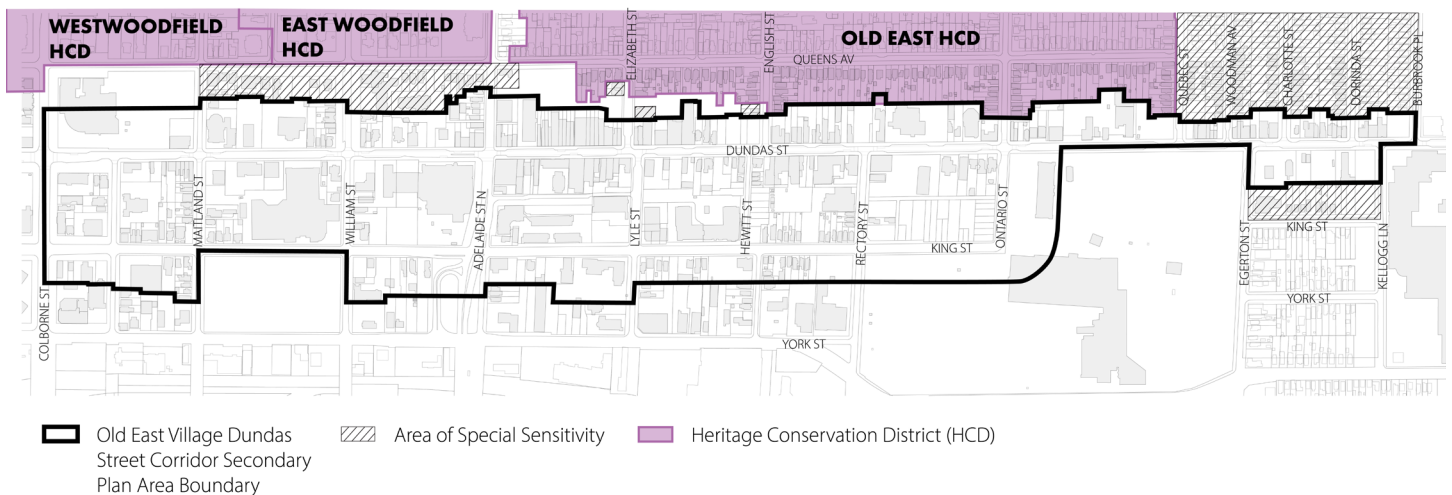 WESTWOODFIELD
HCD
EAST WOODFIELD
HCD
OLD EAST HCD
ELIZABETH ST
ENGLISH ST
QUEENS AV
QUEBEC ST
WOODMAN AV
CHARLOTTE ST
DORINDA ST
BURBROOK PL
DUNDAS ST
MAITLAND ST
WILLIAM ST
ADELAIDE ST N
LYLE ST
HEWITT ST
RECTORY ST
ONTARIO ST
KING ST
KING ST
EGERTON ST
KELLOGG LN
COLBORNE ST
YORK ST
YORK ST
Old East Village Dundas
Street Corridor Secondary
Plan Area Boundary
Area of Special Sensitivity
Heritage Conservation District (HCD)